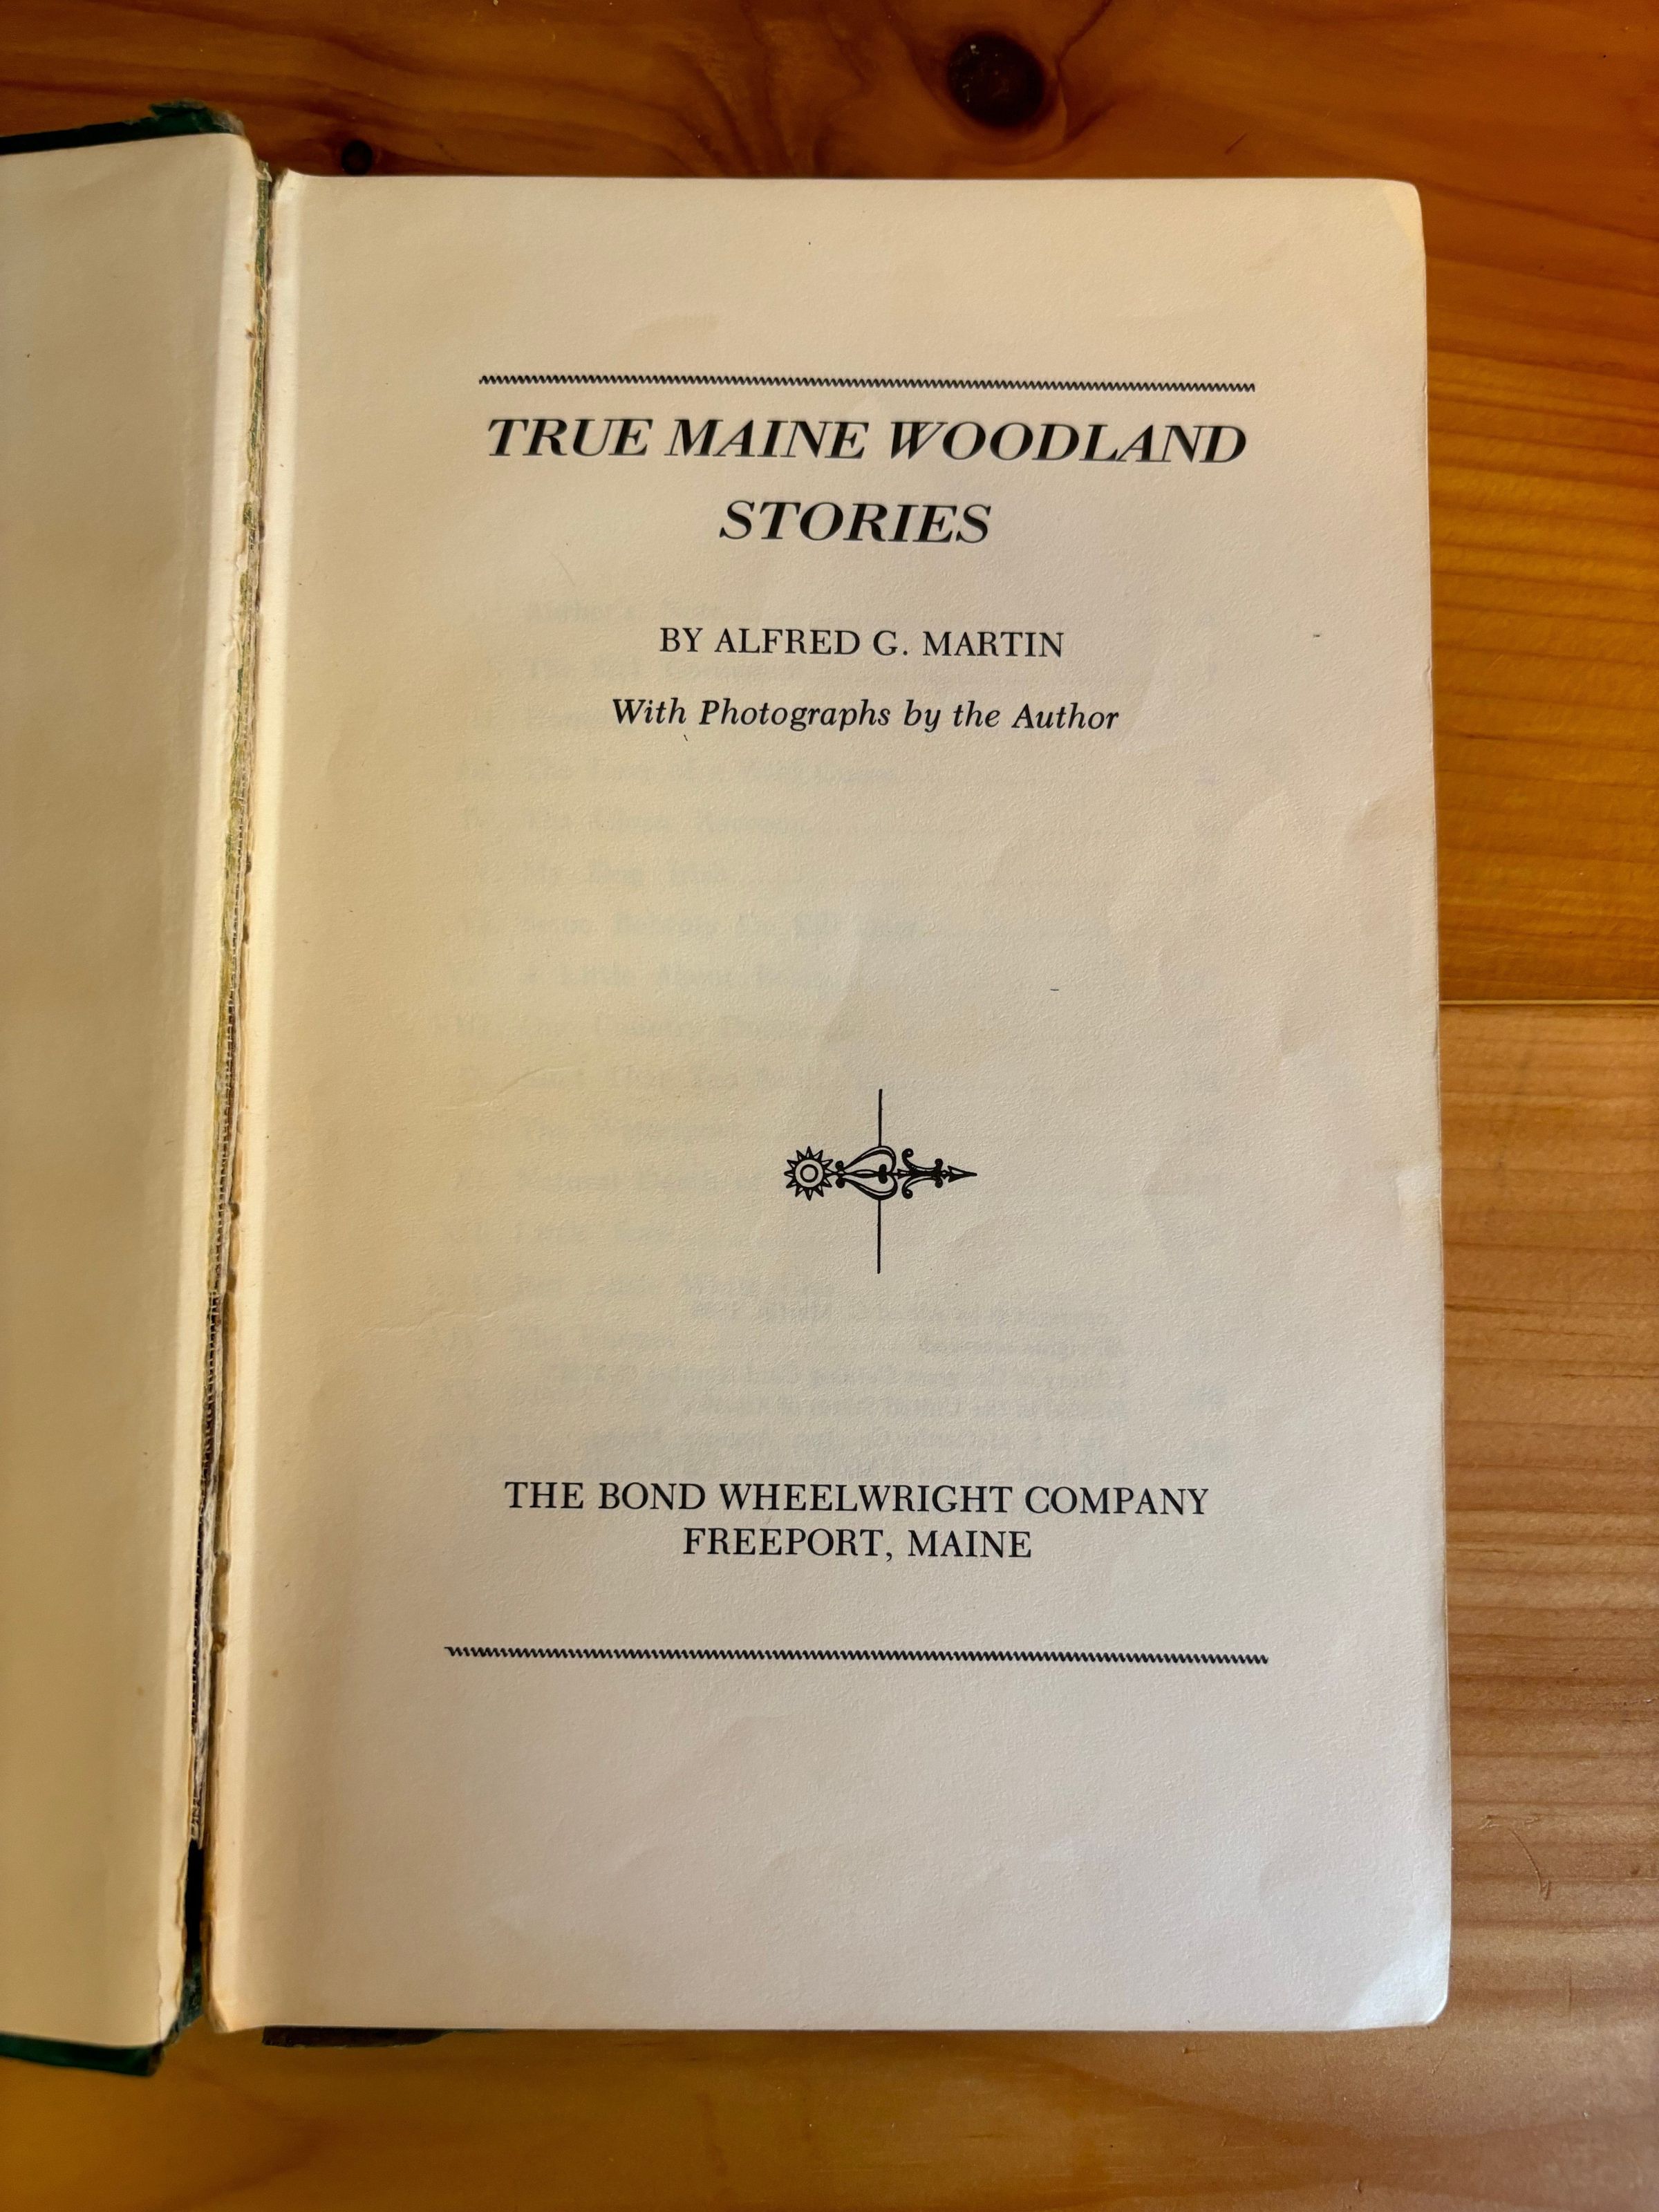 TRUE MAINE WOODLAND
STORIES
BY ALFRED G. MARTIN
With Photographs by the Author
THE BOND WHEELWRIGHT COMPANY
FREEPORT, MAINE